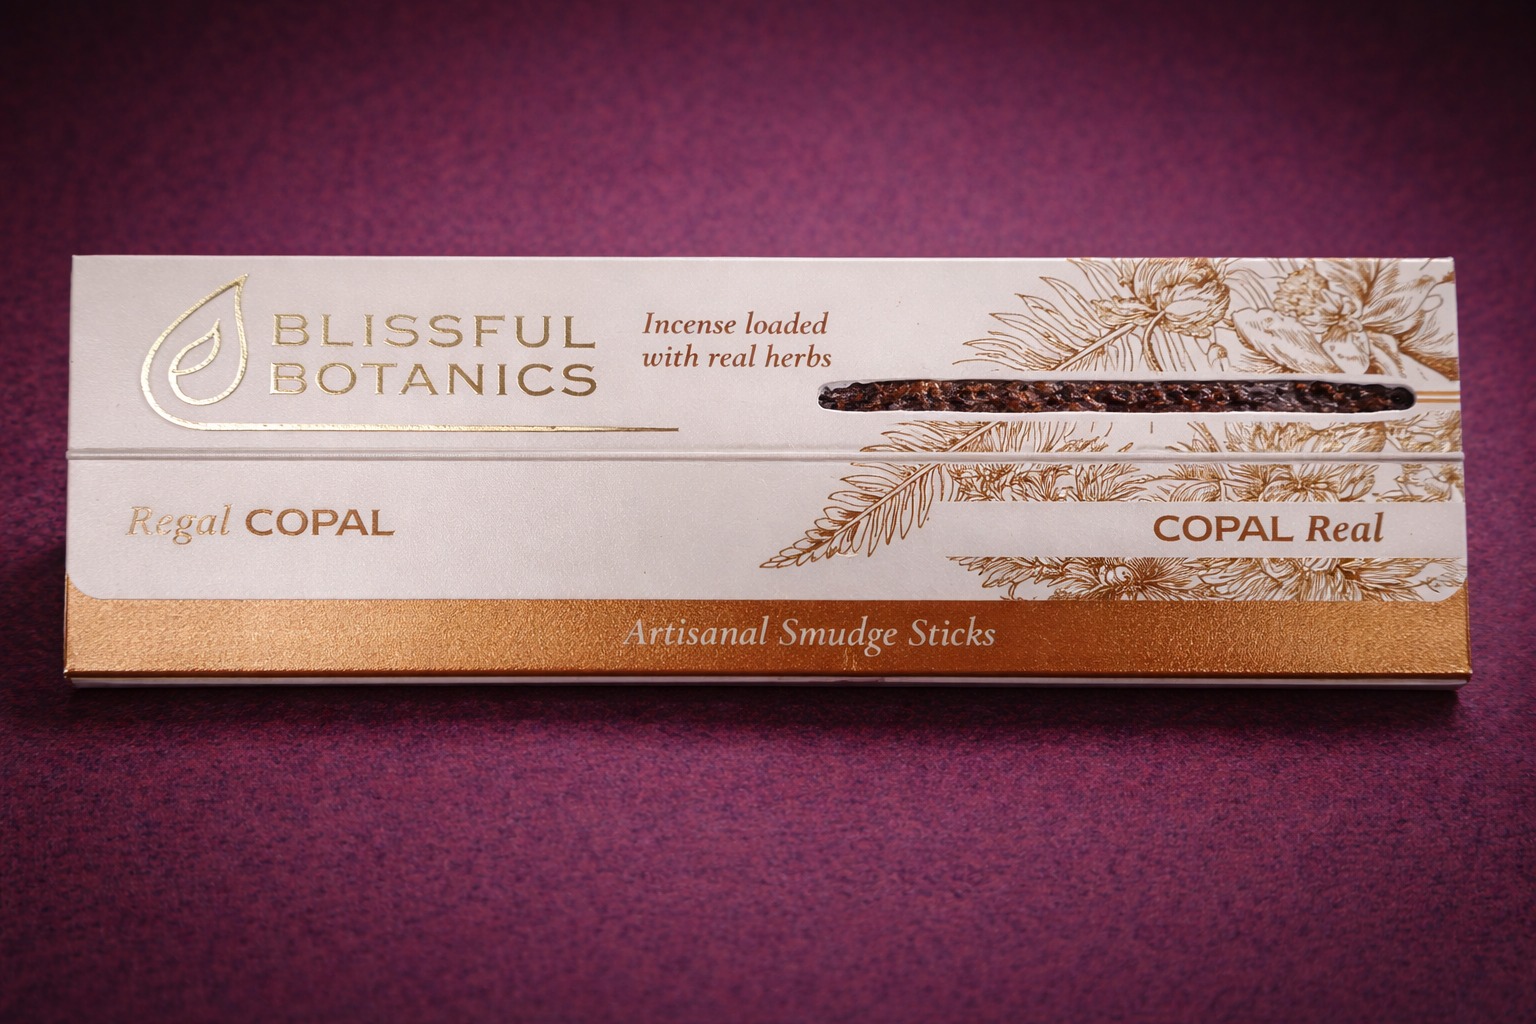 BLISSFUL
BOTANICS
Incense loaded
with real herbs
Regal COPAL
COPAL Real
Artisanal Smudge Sticks